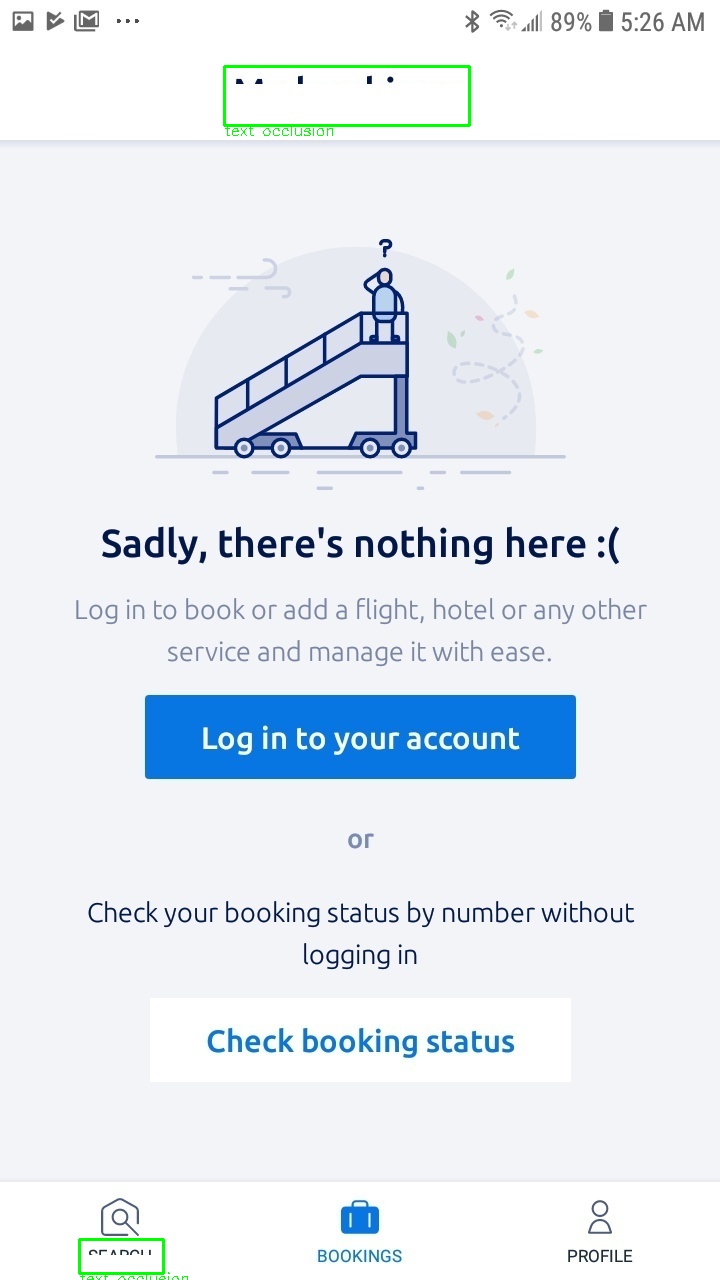 89% 5:26 AM
text occlusion
?
Sadly, there's nothing here :(
Log in to book or add a flight, hotel or any other
service and manage it with ease.
Log in to your account
or
Check your booking status by number without
logging in
Check booking status
SEARCH
BOOKINGS
PROFILE
text occlusion